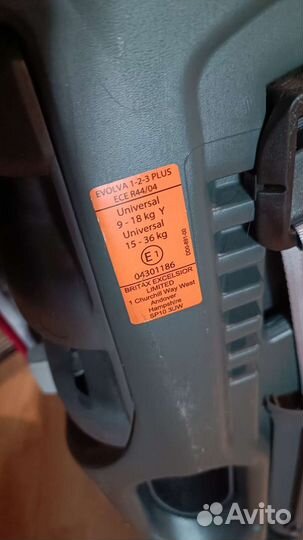 EVOLVA 1-2-3 PLUS
ECE R44/04
Universal
9 - 18 kg Y
Universal
15 - 36 kg
E1
04301186
BRITAX EXCELSIOR
LIMITED
1 Churchill Way West
Andover
Hampshire
SP10 3UW
Avito